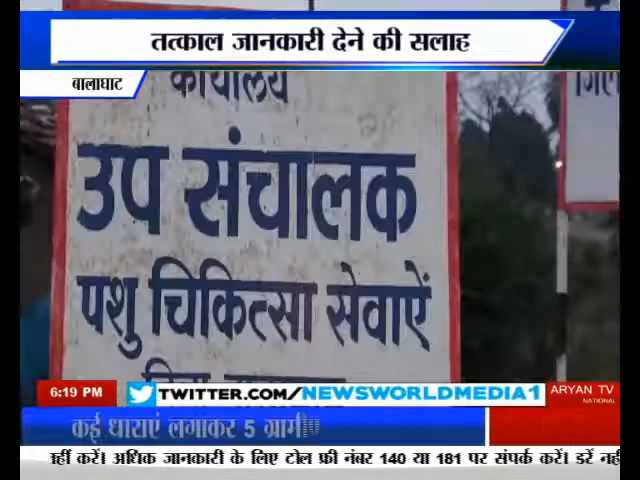 तत्काल जानकारी देने की सलाह
बालाघाट
कार्यालय
उप संचालक
पशु चिकित्सा सेवाऐं
6:19 PM
TWITTER.COM/NEWSWORLDMEDIA1
ARYAN TV
NATIONAL
कई धाराएं लगाकर 5
करें। अधिक जानकारी के लिए टोल फ्री नंबर 140 या 181 पर संपर्क करें। डरें